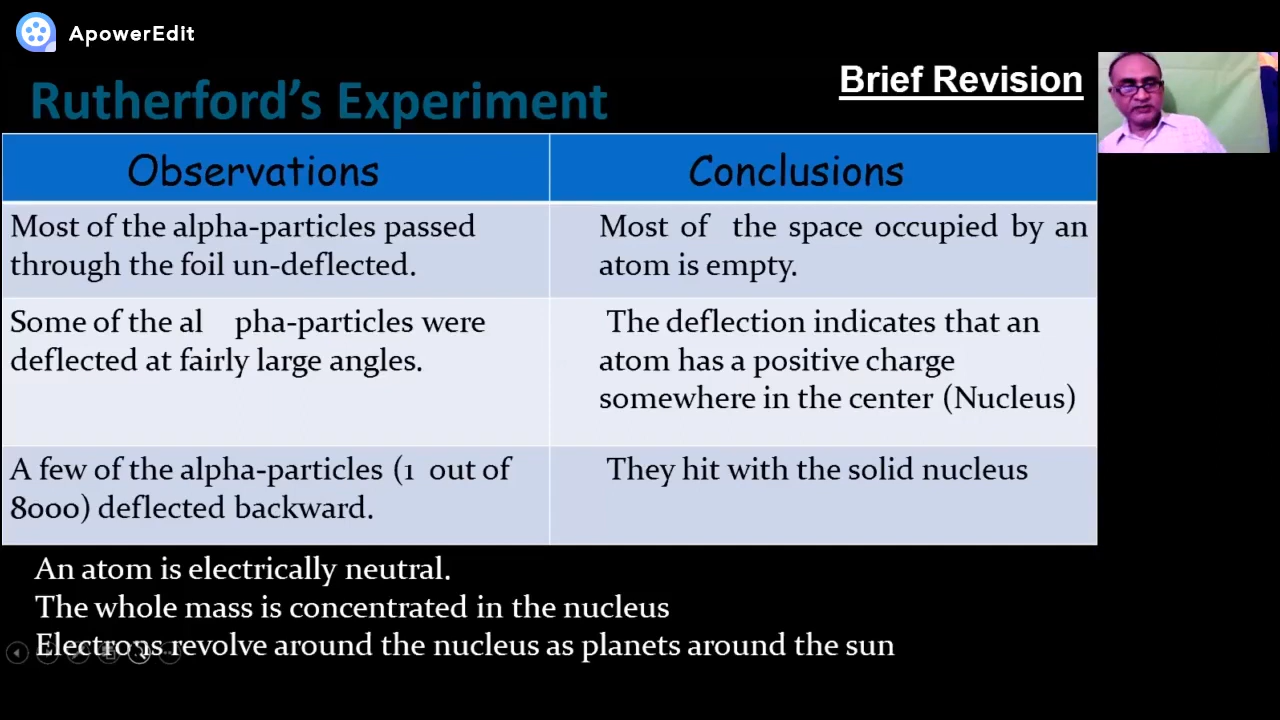 ApowerEdit
Rutherford's Experiment
Brief Revision
Observations
Conclusions
Most of the alpha-particles passed
through the foil un-deflected.
Most of the space occupied by an
atom is empty.
Some of the al pha-particles were
deflected at fairly large angles.
The deflection indicates that an
atom has a positive charge
somewhere in the center (Nucleus)
A few of the alpha-particles (1 out of
8000) deflected backward.
They hit with the solid nucleus
An atom is electrically neutral.
The whole mass is concentrated in the nucleus
Electrons revolve around the nucleus as planets around the sun